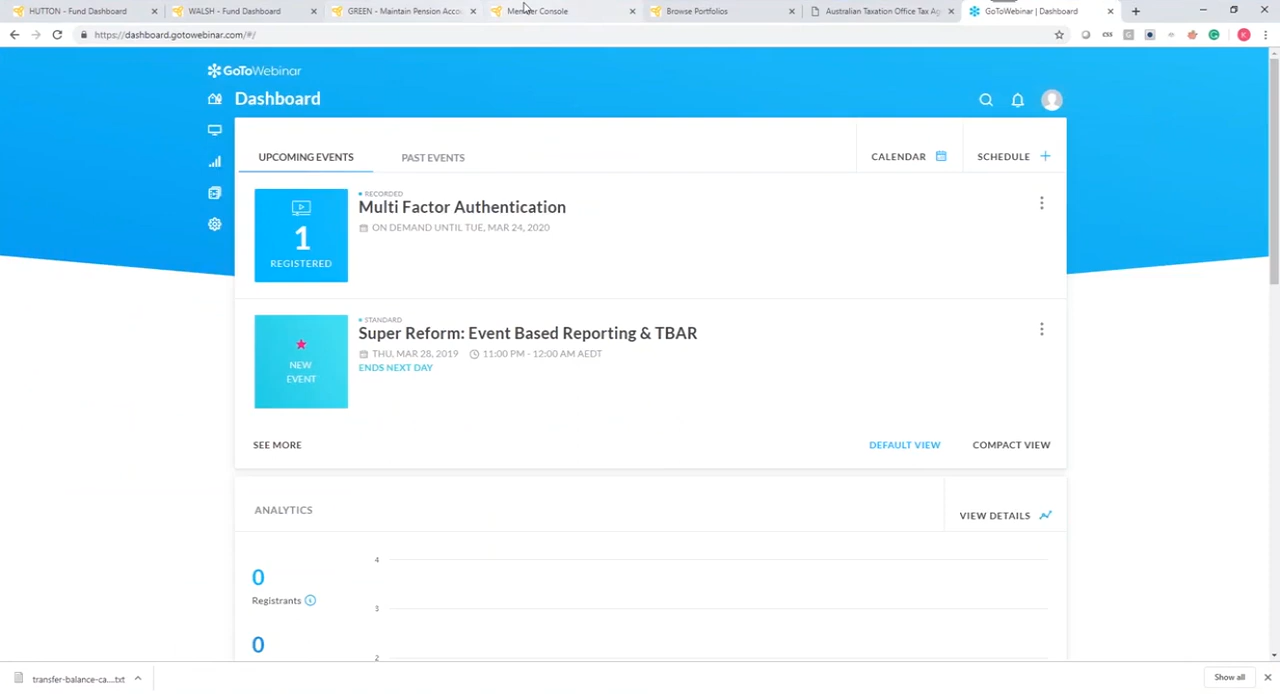 HUTTON - Fund Dashboard
WALSH - Fund Dashboard
GREEN - Maintain Pension Acco
Member Console
Browse Portfolios
Australian Taxation Office Tax Ag
GoToWebinar | Dashboard
https://dashboard.gotowebinar.com/#/
CSS
K
GoToWebinar
Dashboard
UPCOMING EVENTS
PAST EVENTS
CALENDAR
SCHEDULE +
RECORDED
Multi Factor Authentication
ON DEMAND UNTIL TUE, MAR 24, 2020
1
REGISTERED
STANDARD
Super Reform: Event Based Reporting & TBAR
THU, MAR 28, 2019 11:00 PM - 12:00 AM AEDT
ENDS NEXT DAY
NEW
EVENT
SEE MORE
DEFAULT VIEW
COMPACT VIEW
ANALYTICS
VIEW DETAILS
4
0
Registrants
3
0
2
transfer-balance-ca....txt
Show all